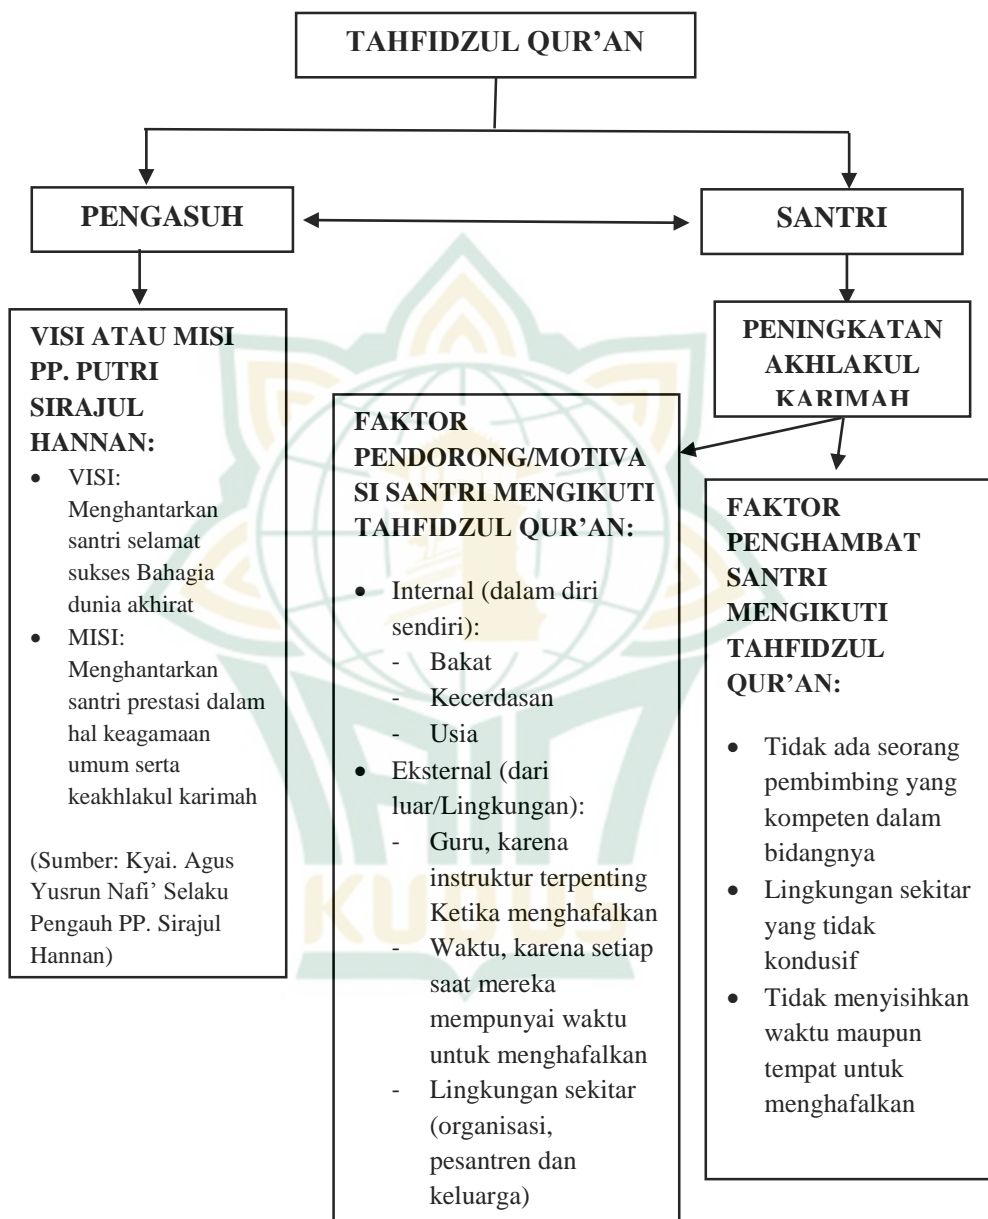 TAHFIDZUL QUR’AN
PENGASUH
SANTRI
VISI ATAU MISI
PP. PUTRI
SIRAJUL
HANNAN:
• VISI:
Menghantarkan
santri selamat
sukses Bahagia
dunia akhirat
• MISI:
Menghantarkan
santri prestasi dalam
hal keagamaan
umum serta
keakhlakul karimah
(Sumber: Kyai. Agus
Yusrun Nafi’ Selaku
Pengauh PP. Sirajul
Hannan)
PENINGKATAN
AKHLAKUL
KARIMAH
FAKTOR
PENDORONG/MOTIVA
SI SANTRI MENGIKUTI
TAHFIDZUL QUR’AN:
• Internal (dalam diri
sendiri):
- Bakat
- Kecerdasan
- Usia
• Eksternal (dari
luar/Lingkungan):
- Guru, karena
instruktur terpenting
Ketika menghafalkan
- Waktu, karena setiap
saat mereka
mempunyai waktu
untuk menghafalkan
- Lingkungan sekitar
(organisasi,
pesantren dan
keluarga)
FAKTOR
PENGHAMBAT
SANTRI
MENGIKUTI
TAHFIDZUL
QUR’AN:
• Tidak ada seorang
pembimbing yang
kompeten dalam
bidangnya
• Lingkungan sekitar
yang tidak
kondusif
• Tidak menyisihkan
waktu maupun
tempat untuk
menghafalkan
KUDUS